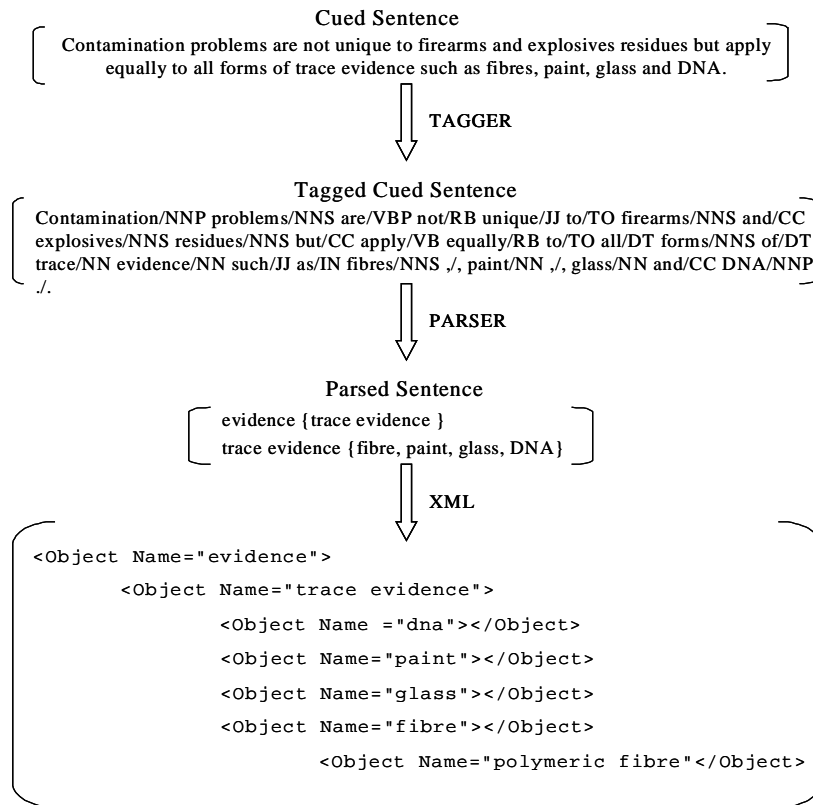 Cued Sentence
Contamination problems are not unique to firearms and explosives residues but apply
equally to all forms of trace evidence such as fibres, paint, glass and DNA.
TAGGER
Tagged Cued Sentence
Contamination/NNP problems/NNS are/VBP not/RB unique/JJ to/TO firearms/NNS and/CC
explosives/NNS residues/NNS but/CC apply/VB equally/RB to/TO all/DT forms/NNS of/DT
trace/NN evidence/NN such/JJ as/IN fibres/NNS ,/, paint/NN ,/, glass/NN and/CC DNA/NNP
./.
PARSER
Parsed Sentence
evidence {trace evidence }
trace evidence {fibre, paint, glass, DNA}
XML
<Object Name="evidence">
<Object Name="trace evidence">
<Object Name ="dna"></Object>
<Object Name="paint"></Object>
<Object Name="glass"></Object>
<Object Name="fibre"></Object>
<Object Name="polymeric fibre"</Object>